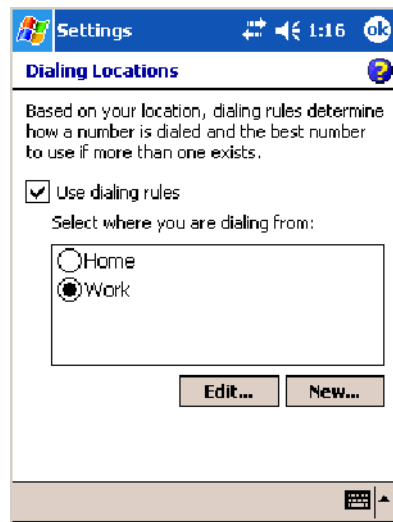 Settings 1:16 ok
Dialing Locations
Based on your location, dialing rules determine
how a number is dialed and the best number
to use if more than one exists.
Use dialing rules
Select where you are dialing from:
Home
Work
Edit... New...